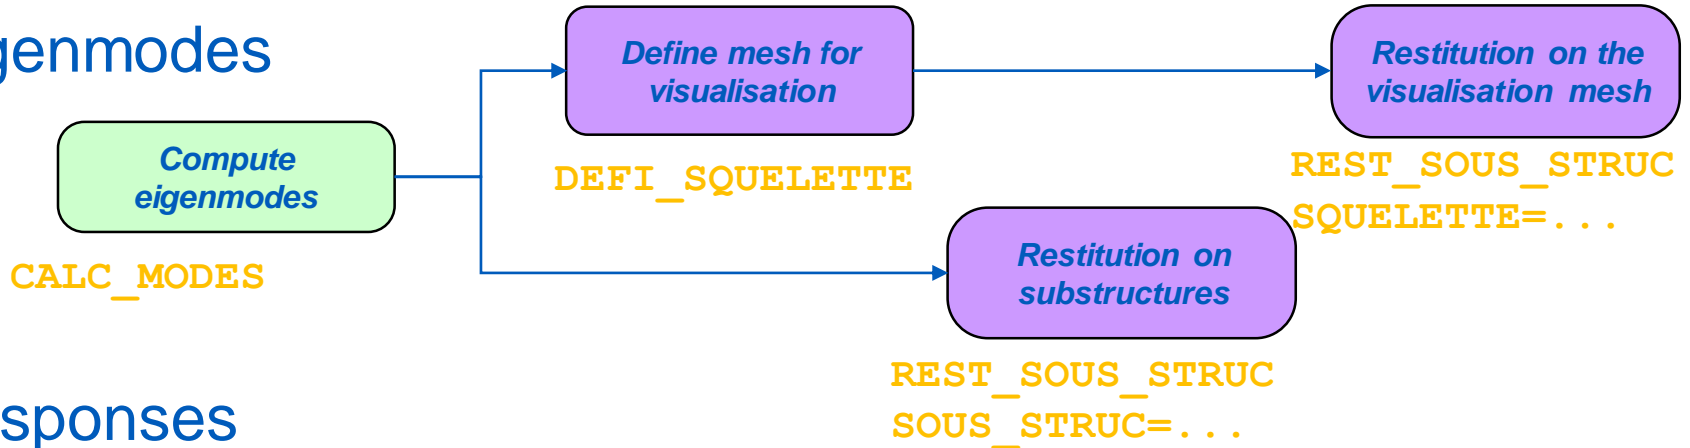 genmodes
Compute
eigenmodes
CALC_MODES
Define mesh for
visualisation
DEFI_SQUELETTE
Restitution on the
visualisation mesh
REST_SOUS_STRUC
SQUELETTE=...
Restitution on
substructures
REST_SOUS_STRUC
SOUS_STRUC=...
sponses